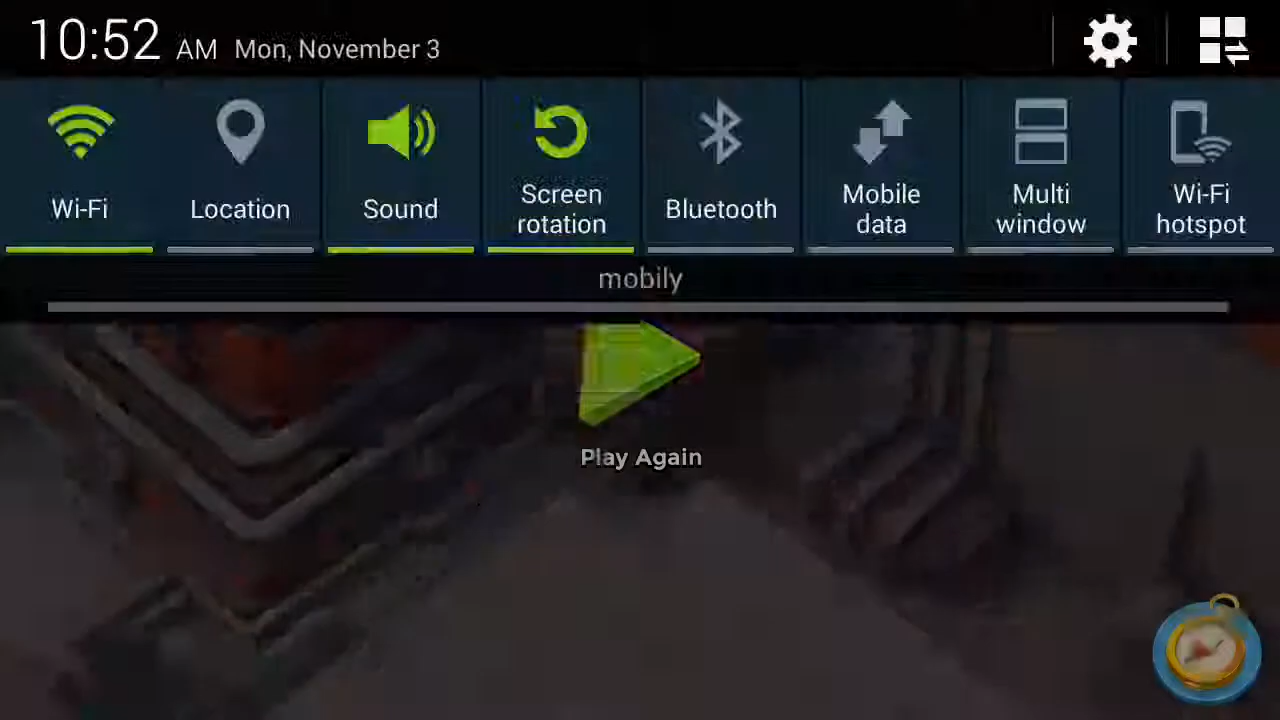 10:52 AM Mon, November 3
Wi-Fi
Location
Sound
Screen
rotation
Bluetooth
Mobile
data
Multi
window
Wi-Fi
hotspot
mobily
Play Again